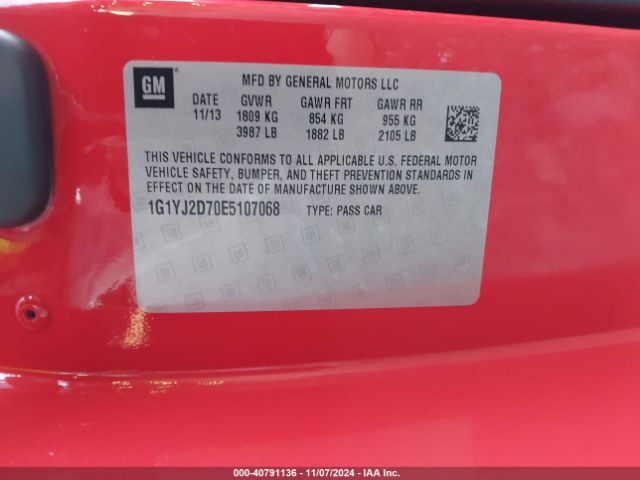 GM
MFD BY GENERAL MOTORS LLC
DATE GVWR GAWR FRT GAWR RR
11/13 1809 KG 854 KG 955 KG
3987 LB 1882 LB 2105 LB
THIS VEHICLE CONFORMS TO ALL APPLICABLE U.S. FEDERAL MOTOR
VEHICLE SAFETY, BUMPER, AND THEFT PREVENTION STANDARDS
IN EFFECT ON THE DATE OF MANUFACTURE SHOWN ABOVE.
1G1YJ2D70E5107068 TYPE: PASS CAR
000-40791136 - 11/07/2024 - IAA Inc.